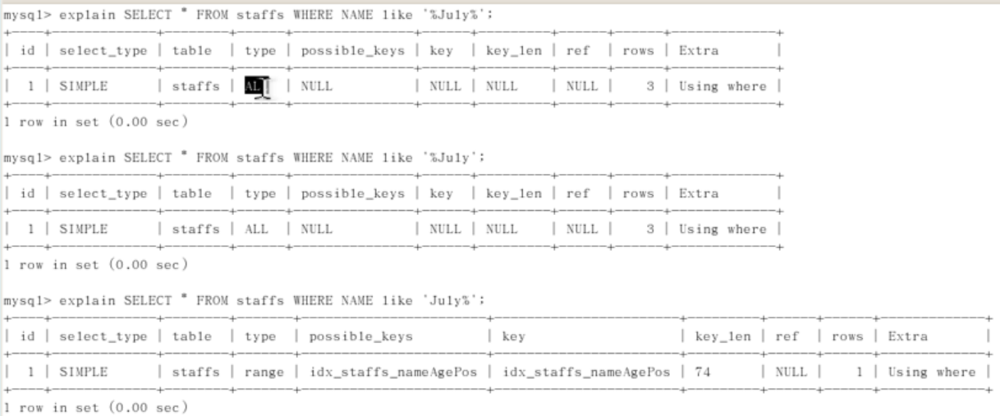 mysql> explain SELECT * FROM staffs WHERE NAME like '%July%';
| id | select_type | table | type | possible_keys | key | key_len | ref | rows | Extra |
| 1 | SIMPLE | staffs | AL | NULL | NULL | NULL | NULL | 3 | Using where |
1 row in set (0.00 sec)
mysql> explain SELECT * FROM staffs WHERE NAME like '%July';
| id | select_type | table | type | possible_keys | key | key_len | ref | rows | Extra |
| 1 | SIMPLE | staffs | ALL | NULL | NULL | NULL | NULL | 3 | Using where |
1 row in set (0.00 sec)
mysql> explain SELECT * FROM staffs WHERE NAME like 'July%';
| id | select_type | table | type | possible_keys | key | key_len | ref | rows | Extra |
| 1 | SIMPLE | staffs | range | idx_staffs_nameAgePos | idx_staffs_nameAgePos | 74 | NULL | 1 | Using where |
1 row in set (0.00 sec)